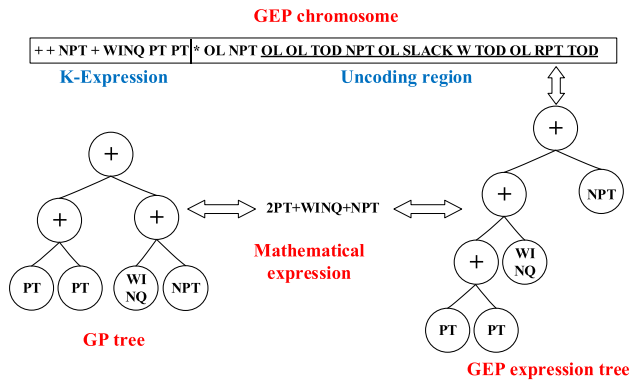 GEP chromosome
+ + NPT + WINQ PT PT * OL NPT OL OL TOD NPT OL SLACK W TOD OL RPT TOD
K-Expression Uncoding region
+
+
NPT
+
+
+
2PT+WINQ+NPT
+
WI
NQ
Mathematical
expression
PT
PT
WI
NQ
NPT
PT
PT
GP tree
GEP expression tree